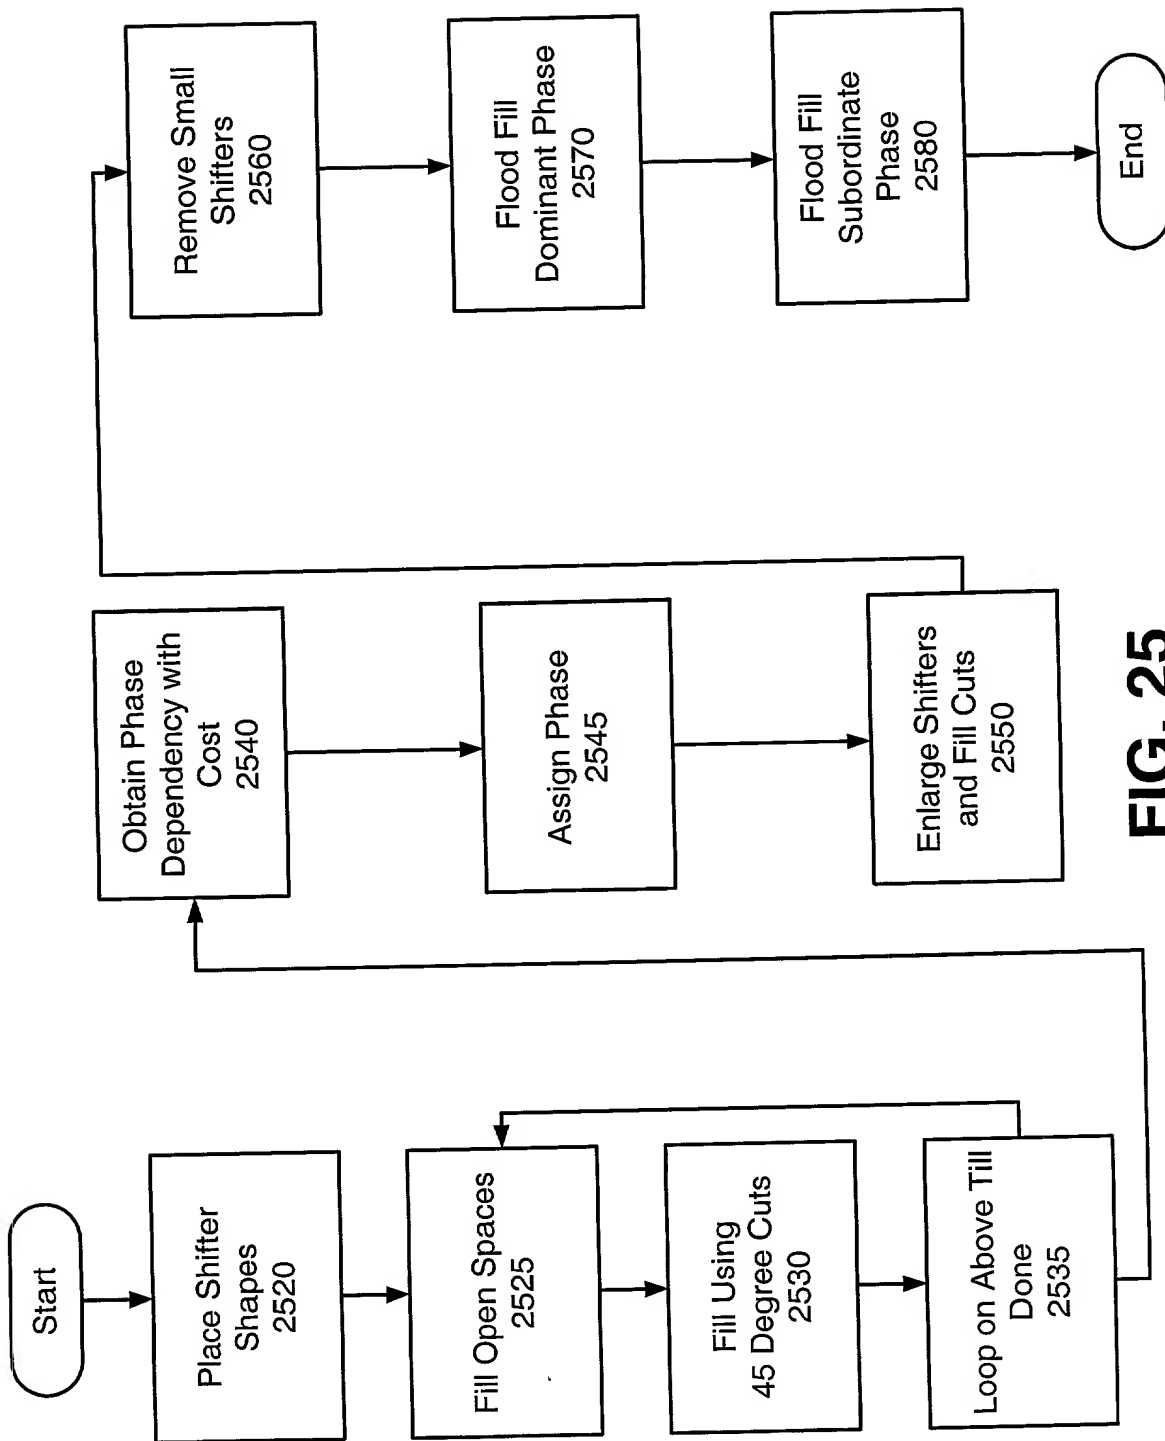 Start
Place Shifter
Shapes
2520
Fill Open Spaces
2525
Fill Using
45 Degree Cuts
2530
Loop on Above Till
Done
2535
Obtain Phase
Dependency with
Cost
2540
Assign Phase
2545
Enlarge Shifters
and Fill Cuts
2550
Remove Small
Shifters
2560
Flood Fill
Dominant Phase
2570
Flood Fill
Subordinate
Phase
2580
End
FIG. 25